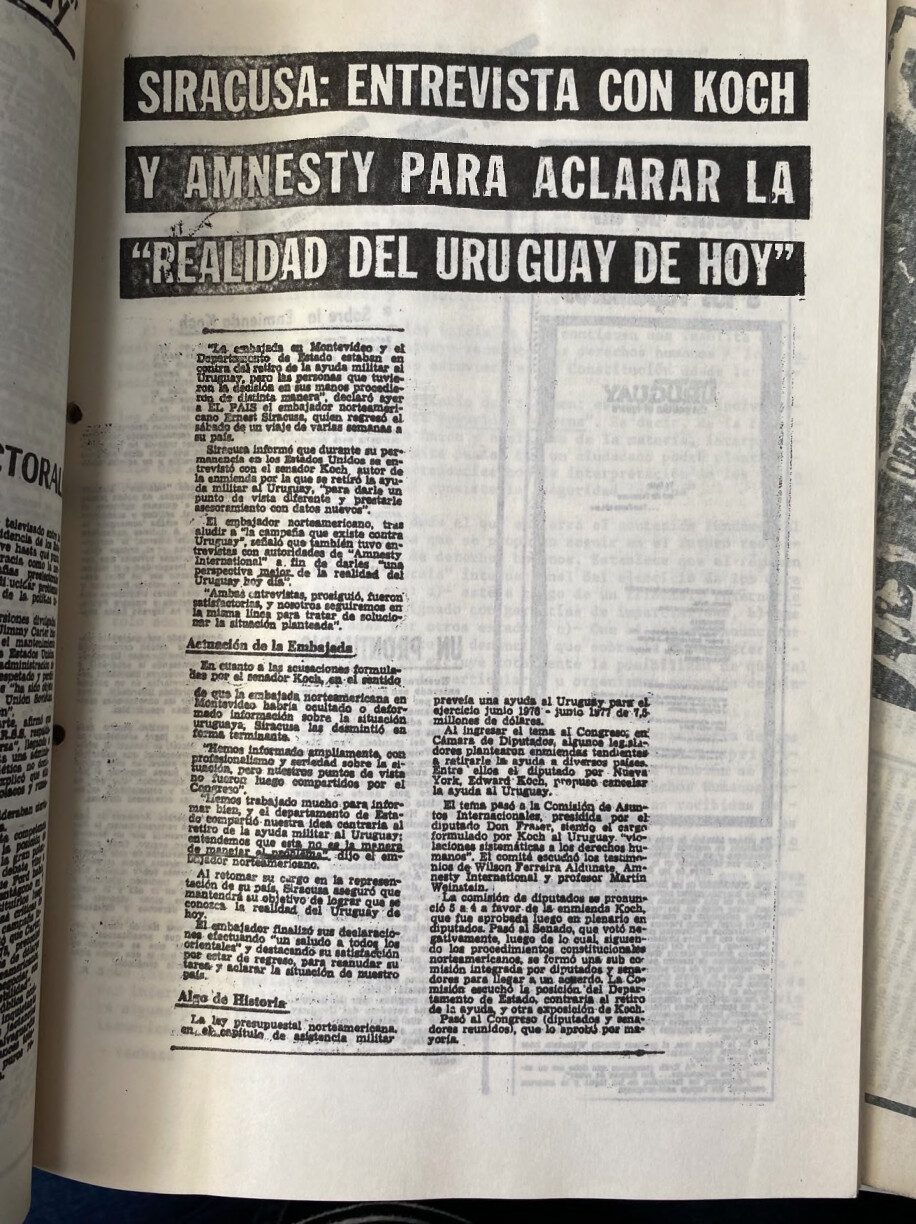 SIRACUSA: ENTREVISTA CON KOCH
Y AMNESTY PARA ACLARAR LA
"REALIDAD DEL URUGUAY DE HOY"
"La embajada en Montevideo y el
Departamento de Estado estaban en
contra del retiro de la ayuda militar al
Uruguay, pero las personas que tuvie-
ron la decisión en sus manos procedie-
ron de distinta manera", declaró ayer
a EL PAIS el embajador norteameri-
cano Ernest Siracusa, quien regresó el
sábado de un viaje de varias semanas a
su país.
Siracusa informó que durante su per-
manencia en los Estados Unidos se en-
trevistó con el senador Koch, autor de
la enmienda por la que se retiró la ayu-
da militar al Uruguay, "para darle un
punto de vista diferente y prestarle
asesoramiento con datos nuevos".
El embajador norteamericano, tras
aludir a "la campaña que existe contra
Uruguay", señaló que también tuvo en-
trevistas con autoridades de "Amnesty
International" a fin de darles "una
perspectiva mejor de la realidad del
Uruguay hoy día".
"Ambas entrevistas, prosiguió, fueron
satisfactorias, y nosotros seguiremos en
la misma línea para tratar de solucio-
nar la situación planteada".
Actuación de la Embajada
En cuanto a las acusaciones formula-
das por el senador Koch, en el sentido
de que la embajada norteamericana en
Montevideo habría ocultado o defor-
mado información sobre la situación
uruguaya, Siracusa las desmintió en
forma terminante.
"Hemos informado ampliamente, con
profesionalismo y seriedad sobre la si-
tuación, pero nuestros puntos de vista
no fueron luego compartidos por el
Congreso".
"Hemos trabajado mucho para infor-
mar bien, y el departamento de Esta-
do compartió nuestra idea contraria al
retiro de la ayuda militar al Uruguay:
entendemos que esta no es la manera
de manejar el problema", dijo el em-
bajador norteamericano.
Al retomar su cargo en la represen-
tación de su país, Siracusa aseguró que
mantendrá su objetivo de lograr que se
conozca la realidad del Uruguay de
hoy.
El embajador finalizó sus declaracio-
nes efectuando "un saludo a todos los
orientales" y destacando su satisfacción
por estar de regreso, para reanudar su
tarea y aclarar la situación de nuestro
país.
Algo de Historia
La ley presupuestal norteamericana,
en el capítulo de asistencia militar
preveía una ayuda al Uruguay para el
ejercicio junio 1976 - junio 1977 de 7,5
millones de dólares.
Al ingresar el tema al Congreso, en
Cámara de Diputados, algunos legisla-
dores plantearon enmiendas tendientes
a retirarle la ayuda a diversos países.
Entre ellos el diputado por Nueva
York, Edward Koch, propuso cancelar
la ayuda al Uruguay.
El tema pasó a la Comisión de Asun-
tos Internacionales, presidida por el
diputado Don Fraser, siendo el cargo
formulado por Koch al Uruguay "vio-
laciones sistemáticas a los derechos hu-
manos". El comité escuchó los testimo-
nios de Wilson Ferreira Aldunate, Am-
nesty International y profesor Martin
Weinstein.
La comisión de diputados se pronun-
ció 5 a 4 a favor de la enmienda Koch,
que fue aprobada luego en plenario en
diputados. Pasó al Senado, que votó ne-
gativamente, luego de lo cual, siguien-
do los procedimientos constitucionales
norteamericanos, se formó una sub co-
misión integrada por diputados y sena-
dores para llegar a un acuerdo. La Co-
misión escuchó la posición del Depar-
tamento de Estado, contraria al retiro
de la ayuda, y otra exposición de Koch.
Pasó al Congreso (diputados y sena-
dores reunidos), que lo aprobó por ma-
yoría.